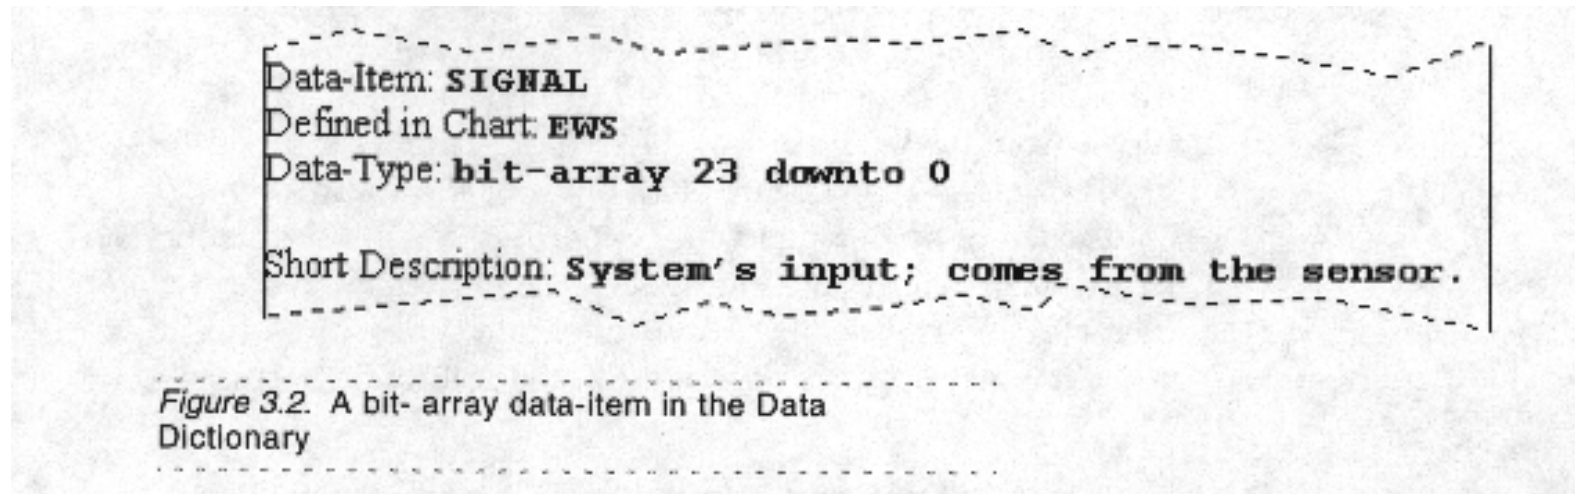 Data-Item: SIGNAL
Defined in Chart: EWS
Data-Type: bit-array 23 downto 0
Short Description: System's input; comes from the sensor.
Figure 3.2. A bit- array data-item in the Data
Dictionary